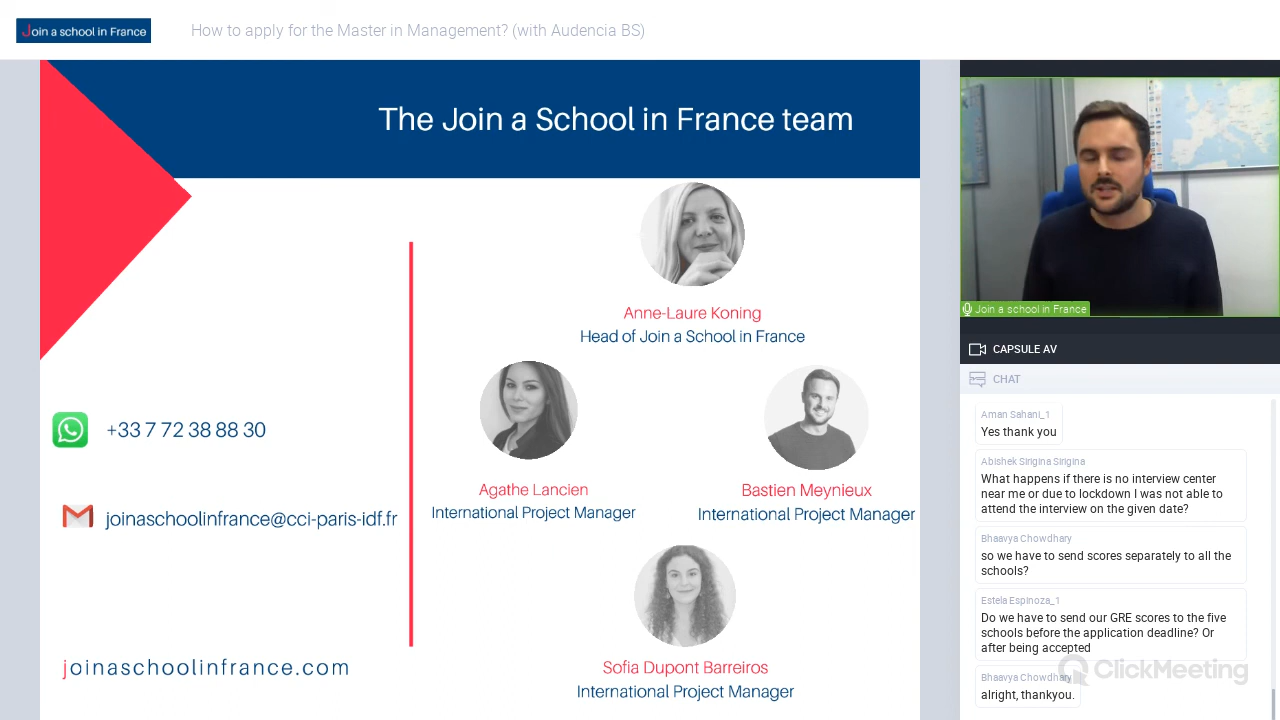 Join a school in France
How to apply for the Master in Management? (with Audencia BS)
The Join a School in France team
Anne-Laure Koning
Head of Join a School in France
Agathe Lancien
International Project Manager
Bastien Meynieux
International Project Manager
Sofia Dupont Barreiros
International Project Manager
+33 7 72 38 88 30
joinaschoolinfrance@cci-paris-idf.fr
joinaschoolinfrance.com
Join a school in France
CAPSULE AV
CHAT
Aman Sahani_1
Yes thank you
Abishek Sirigina Sirigina
What happens if there is no interview center
near me or due to lockdown I was not able to
attend the interview on the given date?
Bhaavya Chowdhary
so we have to send scores separately to all the
schools?
Estela Espinoza_1
Do we have to send our GRE scores to the five
schools before the application deadline? Or
after being accepted
Bhaavya Chowdhary
alright, thankyou.
ClickMeeting